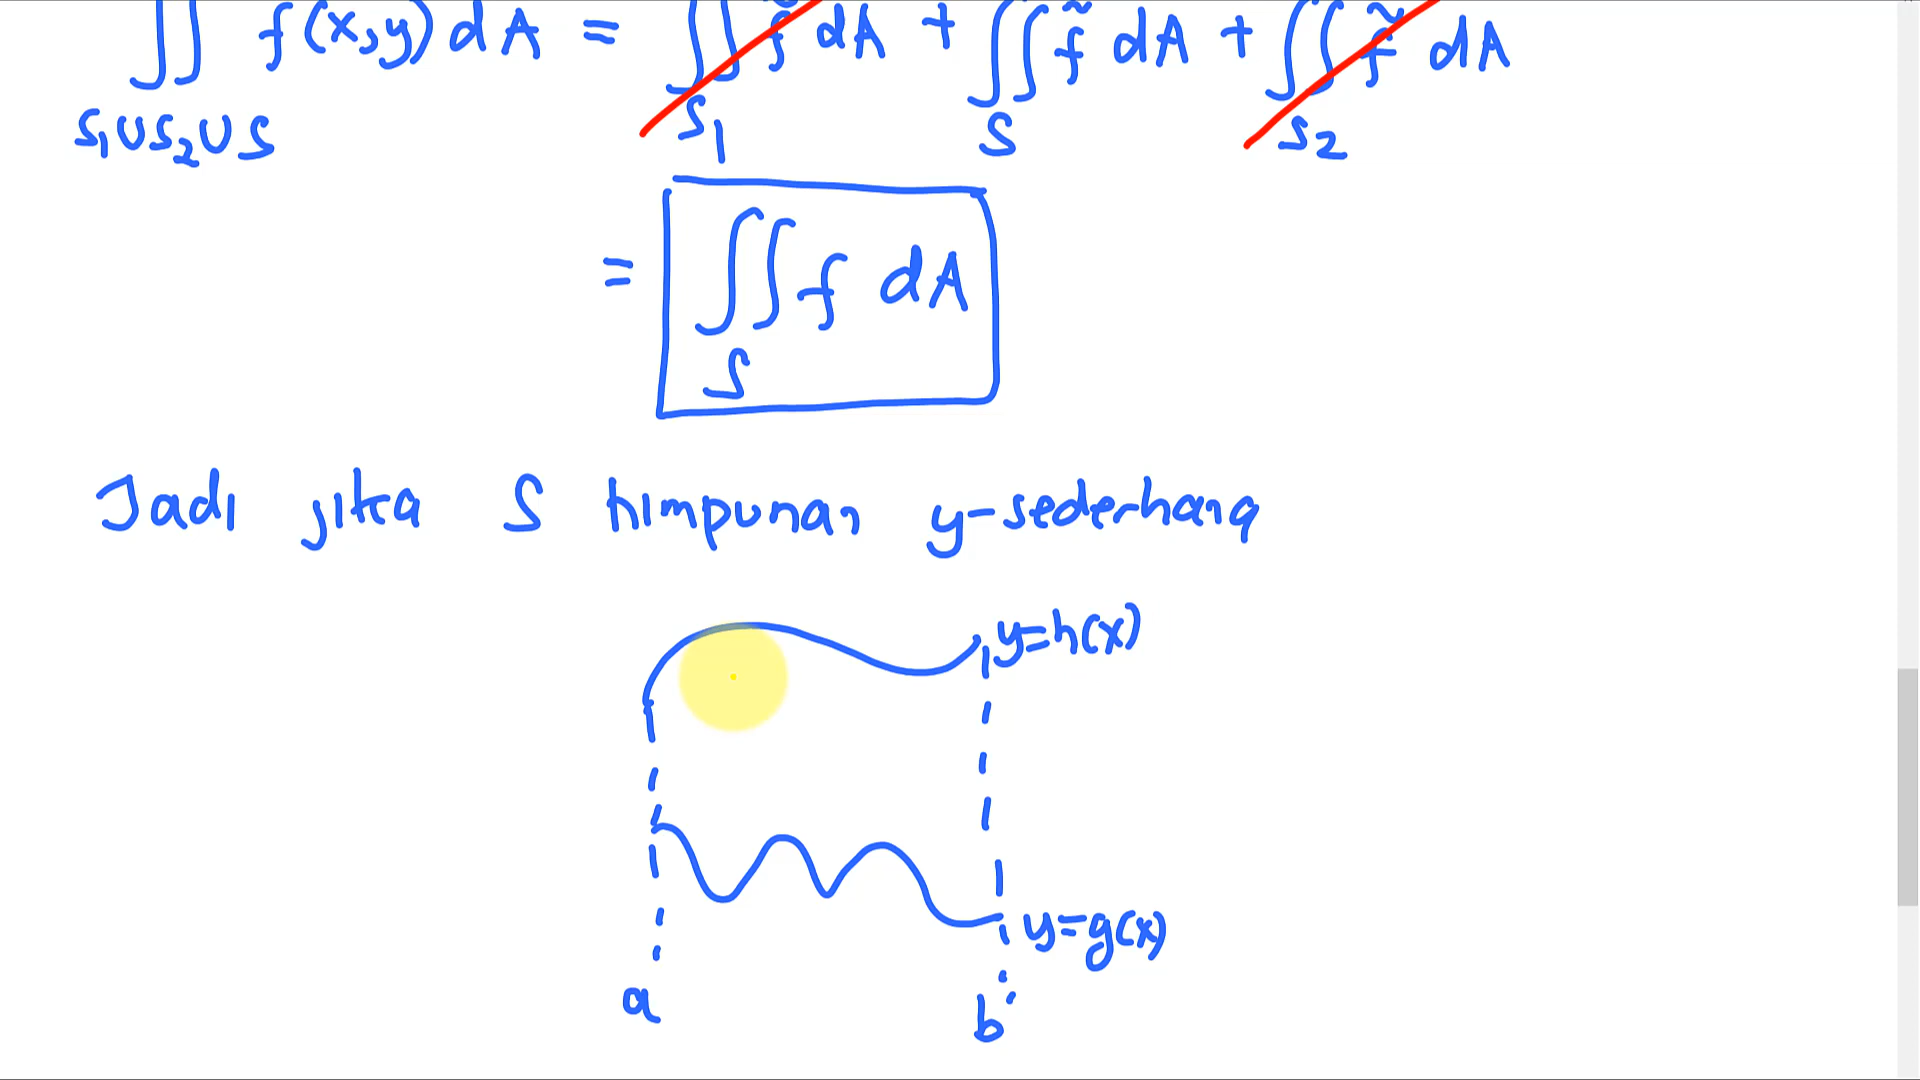 ∬ f(x,y) dA = ∬ f̃ dA + ∬ f̃ dA + ∬ f̃ dA
S₁∪S₂∪S S₁ S S₂
= ∬ f dA
S
Jadi jika S himpunan y-sederhana
y=h(x)
y=g(x)
a b